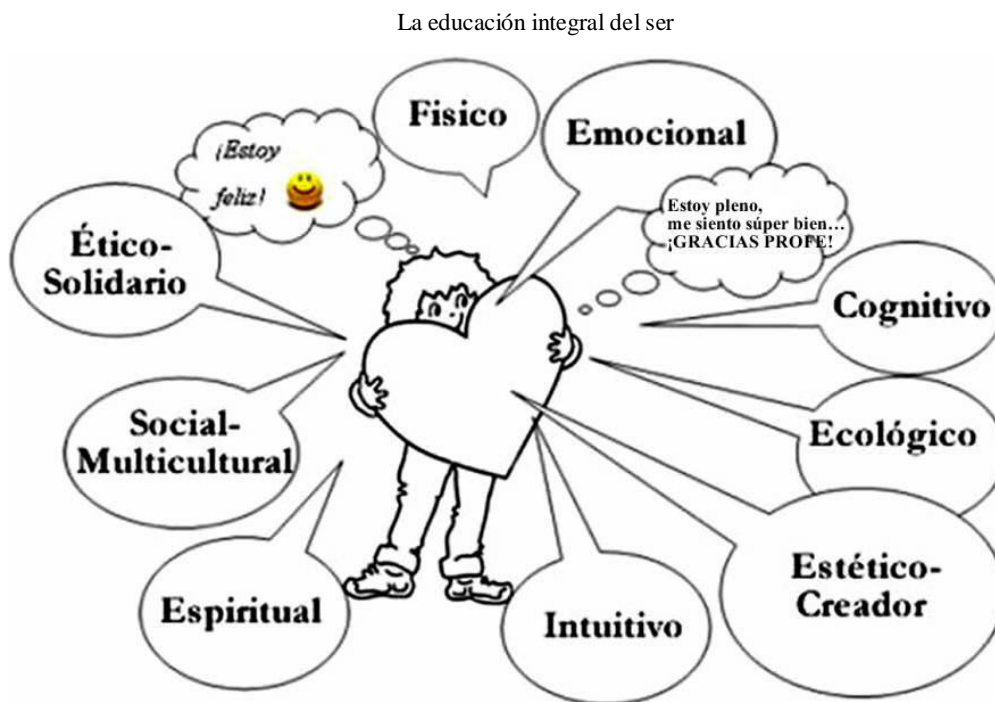 La educación integral del ser
Fisico
Emocional
¡Estoy
feliz!
Estoy pleno,
me siento súper bien...
¡GRACIAS PROFE!
Ético-
Solidario
Cognitivo
Social-
Multicultural
Ecológico
Espiritual
Intuitivo
Estético-
Creador